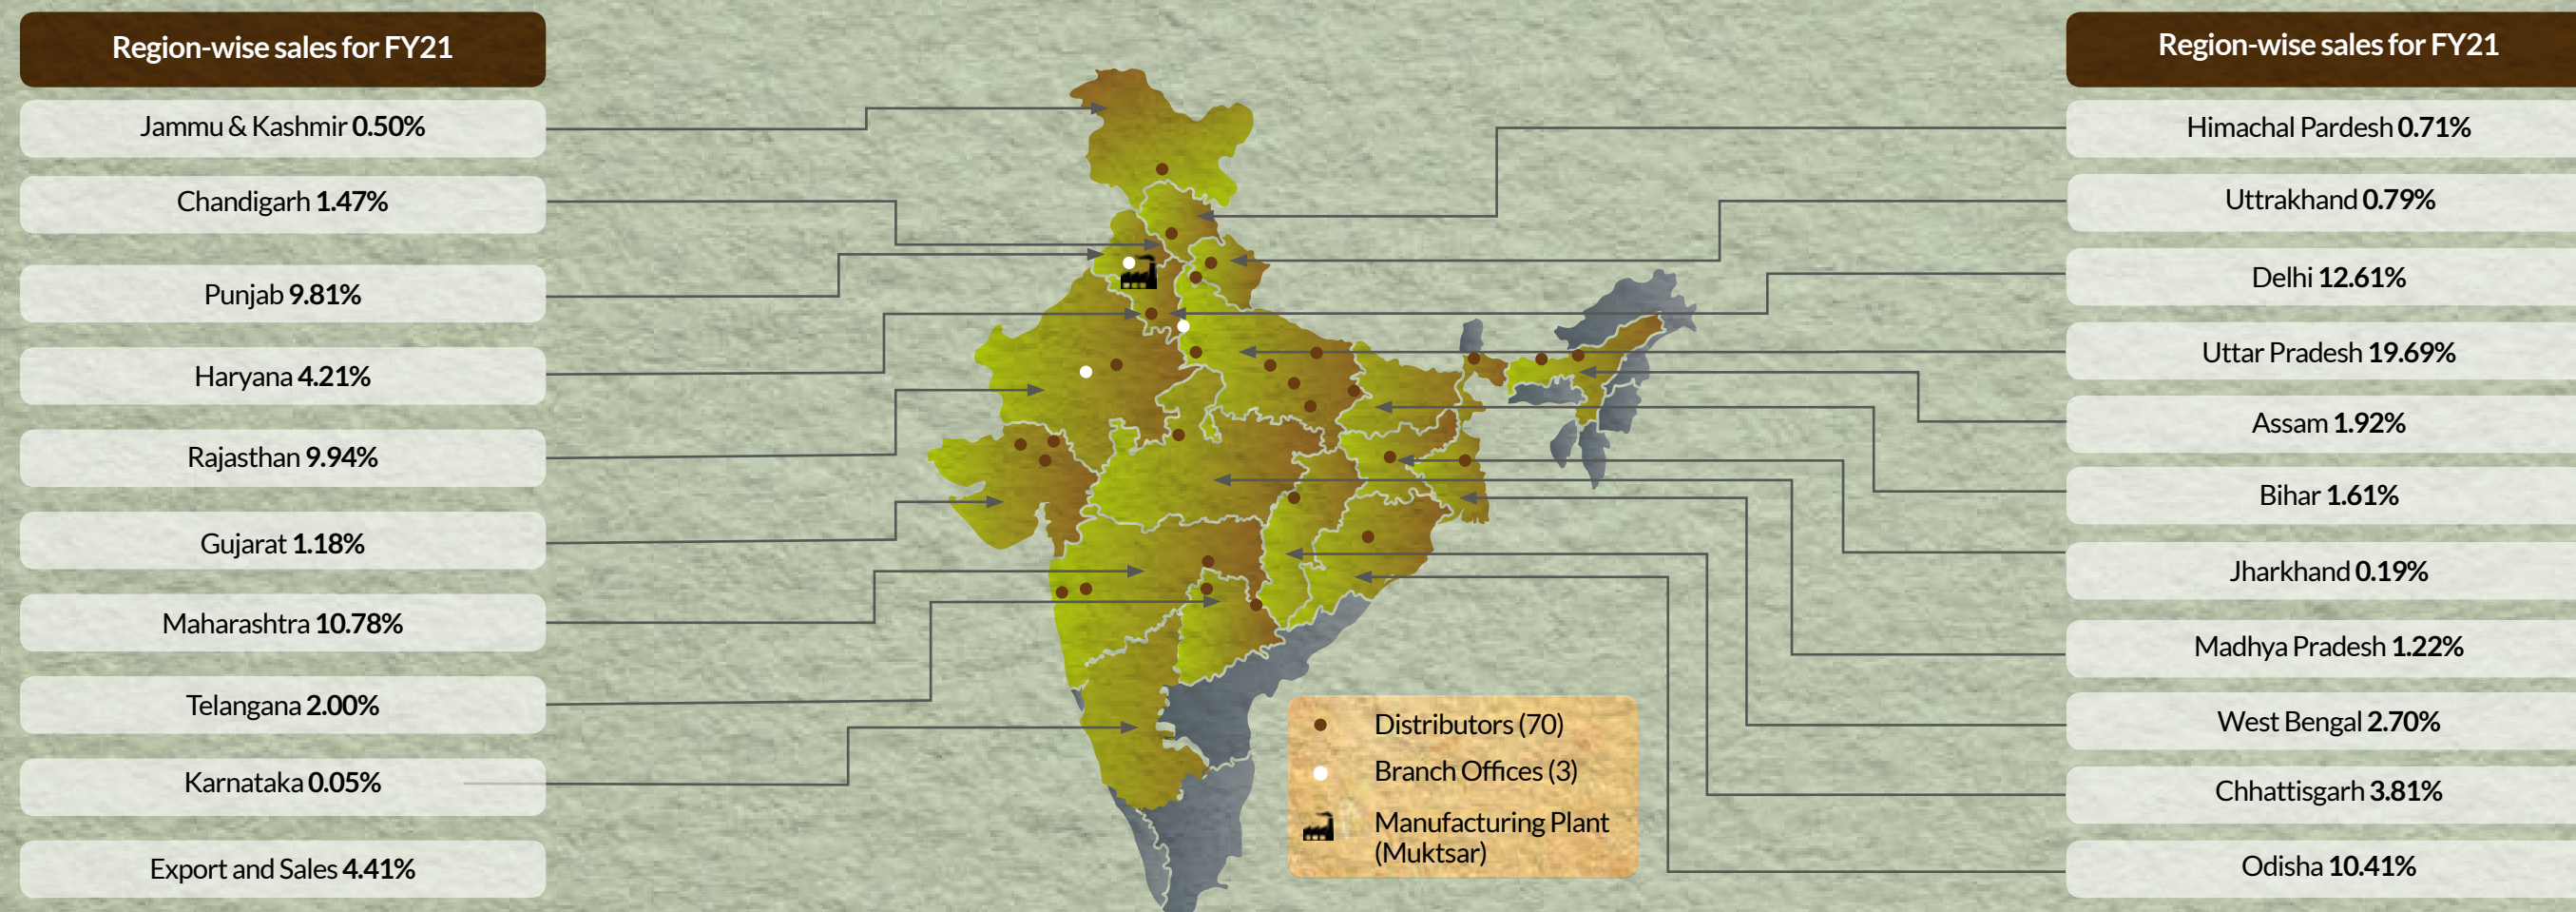 Region-wise sales for FY21
Jammu & Kashmir 0.50%
Chandigarh 1.47%
Punjab 9.81%
Haryana 4.21%
Rajasthan 9.94%
Gujarat 1.18%
Maharashtra 10.78%
Telangana 2.00%
Karnataka 0.05%
Export and Sales 4.41%
Distributors (70)
Branch Offices (3)
Manufacturing Plant
(Muktsar)
Region-wise sales for FY21
Himachal Pardesh 0.71%
Uttrakhand 0.79%
Delhi 12.61%
Uttar Pradesh 19.69%
Assam 1.92%
Bihar 1.61%
Jharkhand 0.19%
Madhya Pradesh 1.22%
West Bengal 2.70%
Chhattisgarh 3.81%
Odisha 10.41%